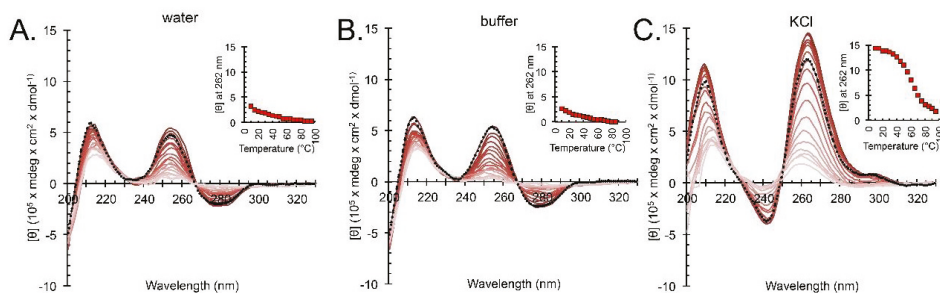 A.
water
15
10
5
0
-5
-10
[θ] (10⁵ x mdeg x cm² x dmol⁻¹)
200 220 240 260 280 300 320
Wavelength (nm)
[θ] at 262 nm
15
10
5
0
0 20 40 60 80 100
Temperature (°C)
B.
buffer
15
10
5
0
-5
-10
[θ] (10⁵ x mdeg x cm² x dmol⁻¹)
200 220 240 260 280 300 320
Wavelength (nm)
[θ] at 262 nm
15
10
5
0
0 20 40 60 80 100
Temperature (°C)
C.
KCl
15
10
5
0
-5
-10
[θ] (10⁵ x mdeg x cm² x dmol⁻¹)
200 220 240 260 280 300 320
Wavelength (nm)
[θ] at 262 nm
15
10
5
0
0 20 40 60 80 100
Temperature (°C)